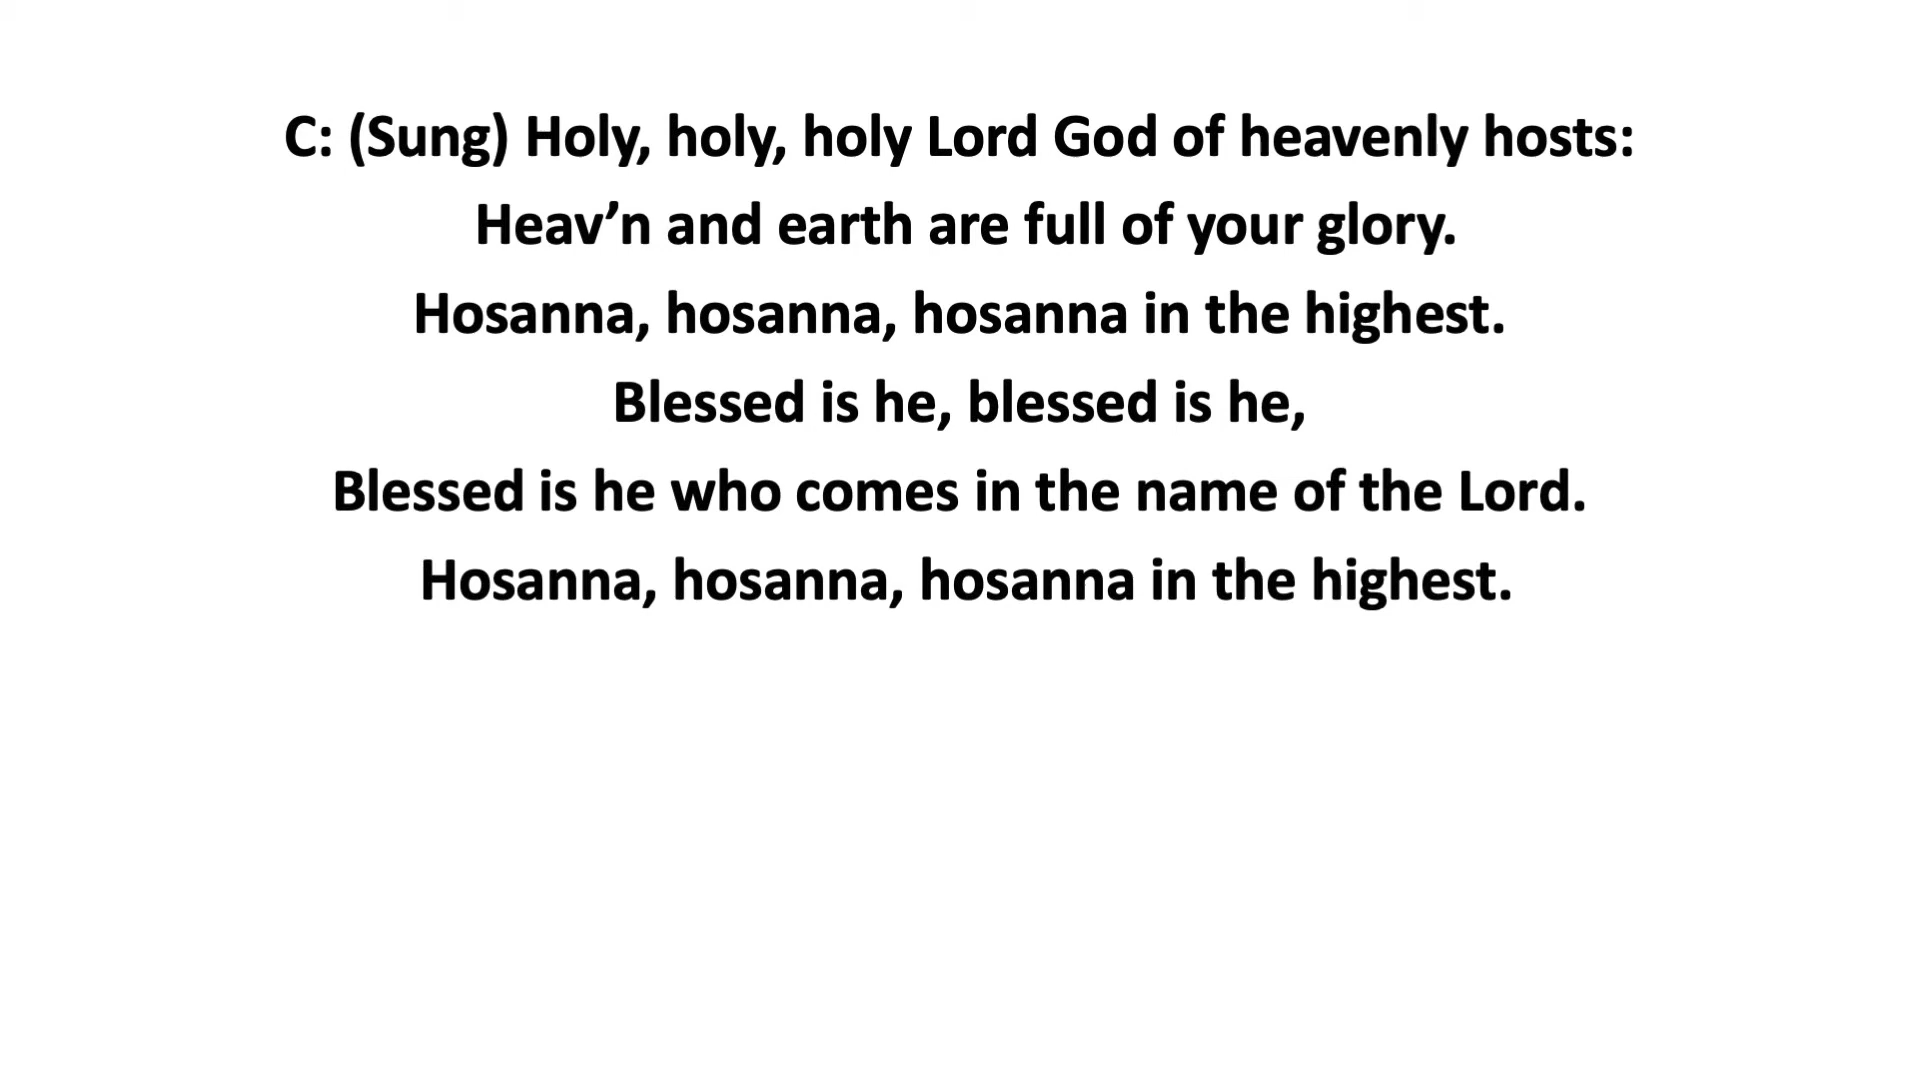 C: (Sung) Holy, holy, holy Lord God of heavenly hosts:
Heav’n and earth are full of your glory.
Hosanna, hosanna, hosanna in the highest.
Blessed is he, blessed is he,
Blessed is he who comes in the name of the Lord.
Hosanna, hosanna, hosanna in the highest.